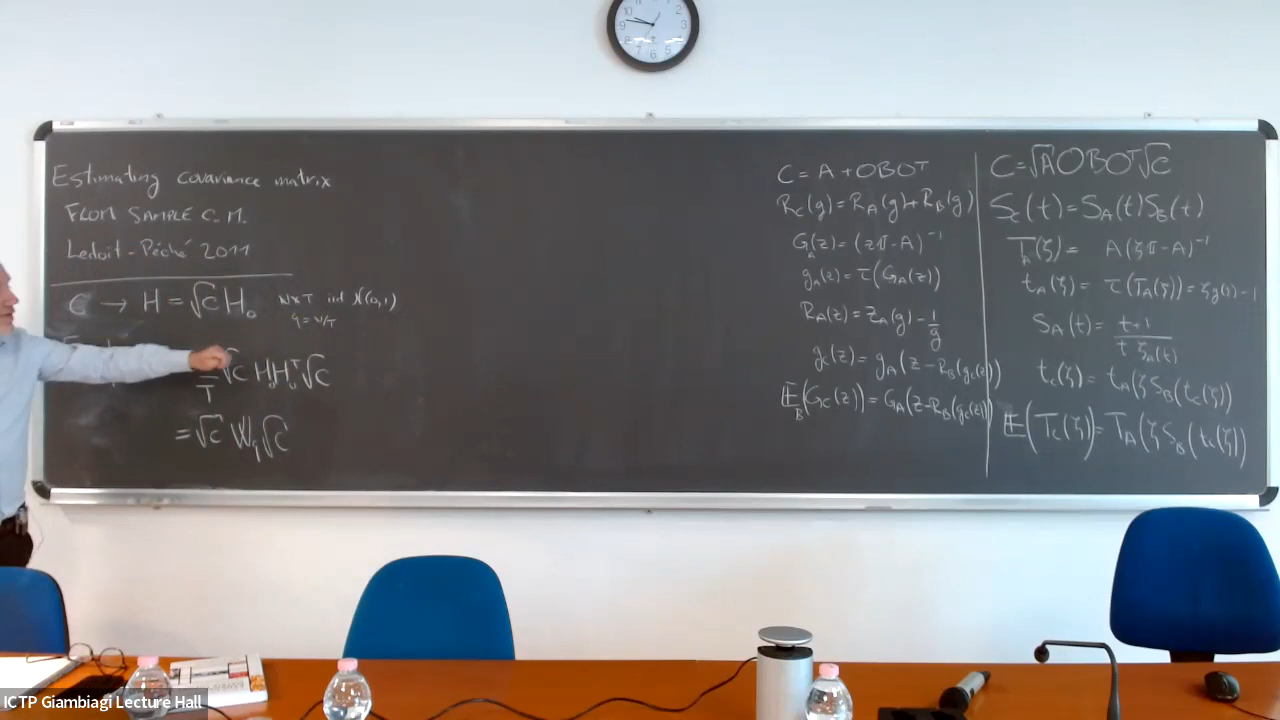 Estimating covariance matrix
FROM SAMPLE C.M.
Ledoit-Péché 2011
C → H = √C H₀ N×T iid N(0,1)
q = N/T
√C H₀H₀ᵀ√C
T
= √C W_q √C
C = A + OBOᵀ
R_C(g) = R_A(g) + R_B(g)
G_A(z) = (z𝟙 - A)⁻¹
g_A(z) = τ(G_A(z))
R_A(z) = z_A(g) - 1/g
g_C(z) = g_A(z - R_B(g_C(z)))
𝔼_B(G_C(z)) = G_A(z - R_B(g_C(z)))
C = √A OBOᵀ √C
S_C(t) = S_A(t) S_B(t)
T_A(ζ) = A(ζ𝟙 - A)⁻¹
t_A(ζ) = τ(T_A(ζ)) = ζg(ζ) - 1
S_A(t) = t+1 / t ζ_A(t)
t_C(ζ) = t_A(ζ S_B(t_C(ζ)))
𝔼(T_C(ζ)) = T_A(ζ S_B(t_C(ζ)))
ICTP Giambiagi Lecture Hall